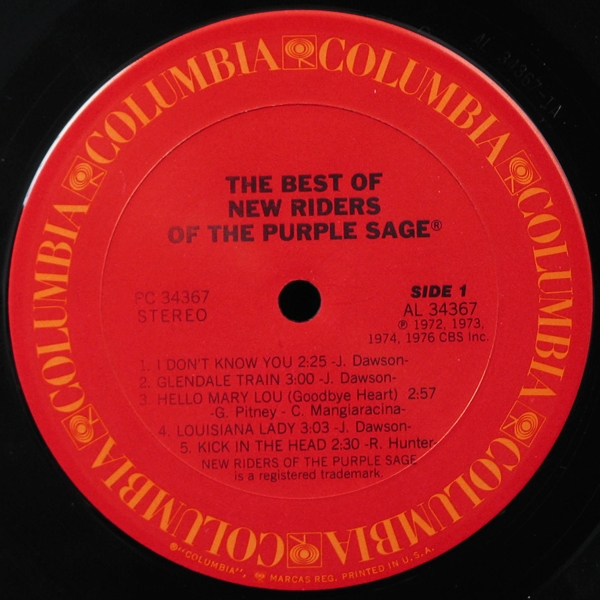 COLUMBIA COLUMBIA COLUMBIA COLUMBIA COLUMBIA COLUMBIA COLUMBIA
THE BEST OF
NEW RIDERS
OF THE PURPLE SAGE®
PC 34367
STEREO
SIDE 1
AL 34367
℗ 1972, 1973,
1974, 1976 CBS Inc.
1. I DON'T KNOW YOU 2:25 -J. Dawson-
2. GLENDALE TRAIN 3:00 -J. Dawson-
3. HELLO MARY LOU (Goodbye Heart) 2:57
-G. Pitney - C. Mangiaracina-
4. LOUISIANA LADY 3:03 -J. Dawson-
5. KICK IN THE HEAD 2:30 -R. Hunter-
NEW RIDERS OF THE PURPLE SAGE
is a registered trademark.
®"COLUMBIA", MARCAS REG. PRINTED IN U.S.A.
AL 34367-1A